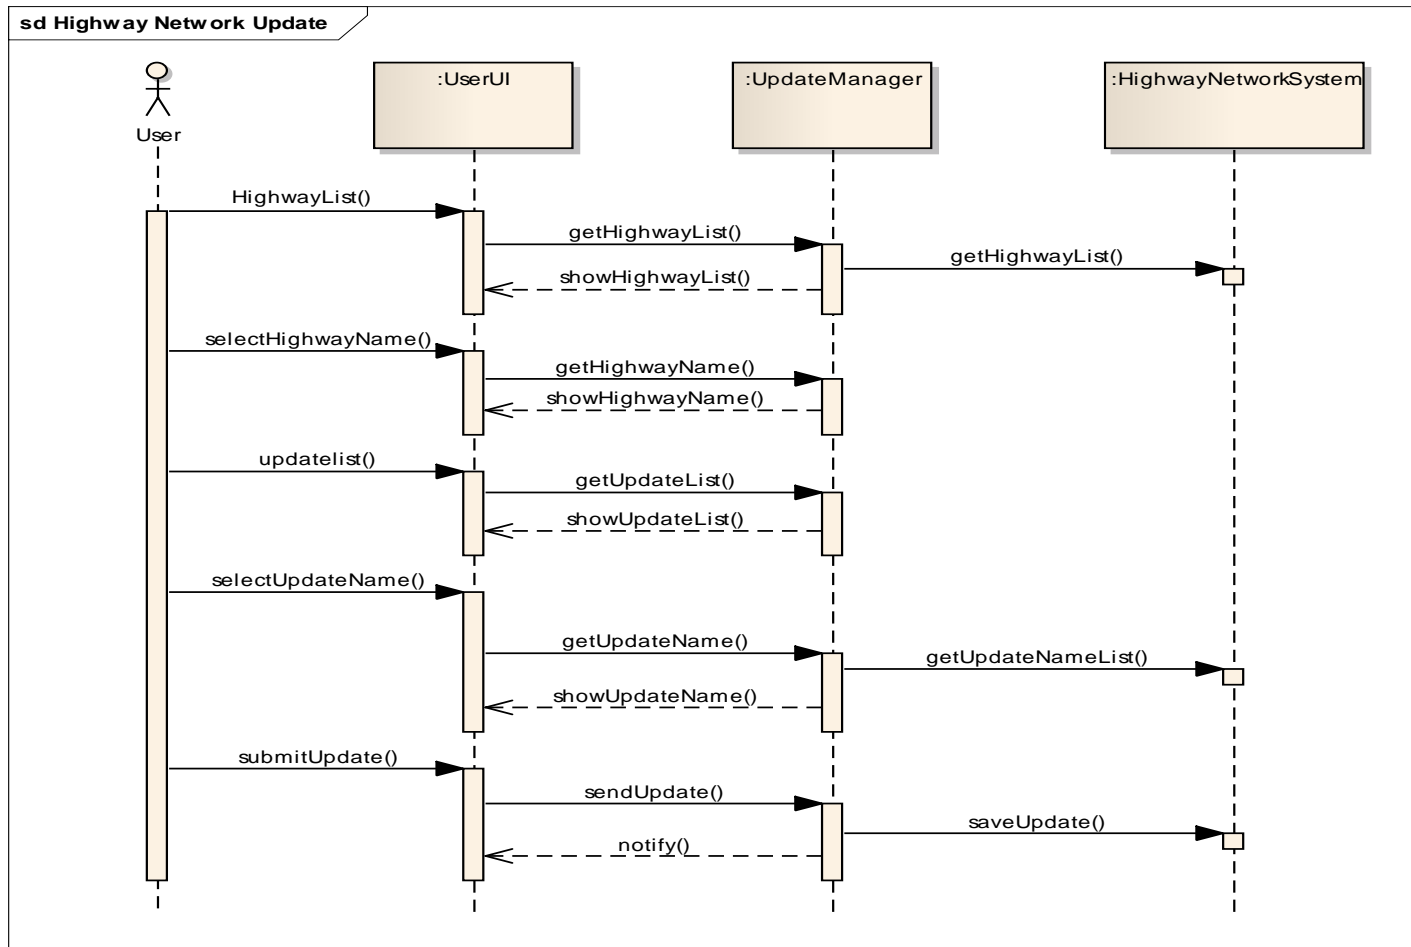 sd Highway Network Update
User
:UserUI
:UpdateManager
:HighwayNetworkSystem
HighwayList()
getHighwayList()
getHighwayList()
showHighwayList()
selectHighwayName()
getHighwayName()
showHighwayName()
updatelist()
getUpdateList()
showUpdateList()
selectUpdateName()
getUpdateName()
getUpdateNameList()
showUpdateName()
submitUpdate()
sendUpdate()
saveUpdate()
notify()